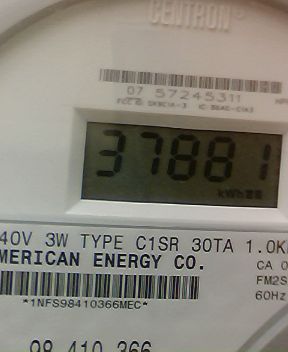 CENTRON®
07 57245311
37881
kWh
40V 3W TYPE C1SR 30TA 1.0K
MERICAN ENERGY CO.
CA 0
FM2S
*1NFS98410366MEC*
60Hz
98 410 366